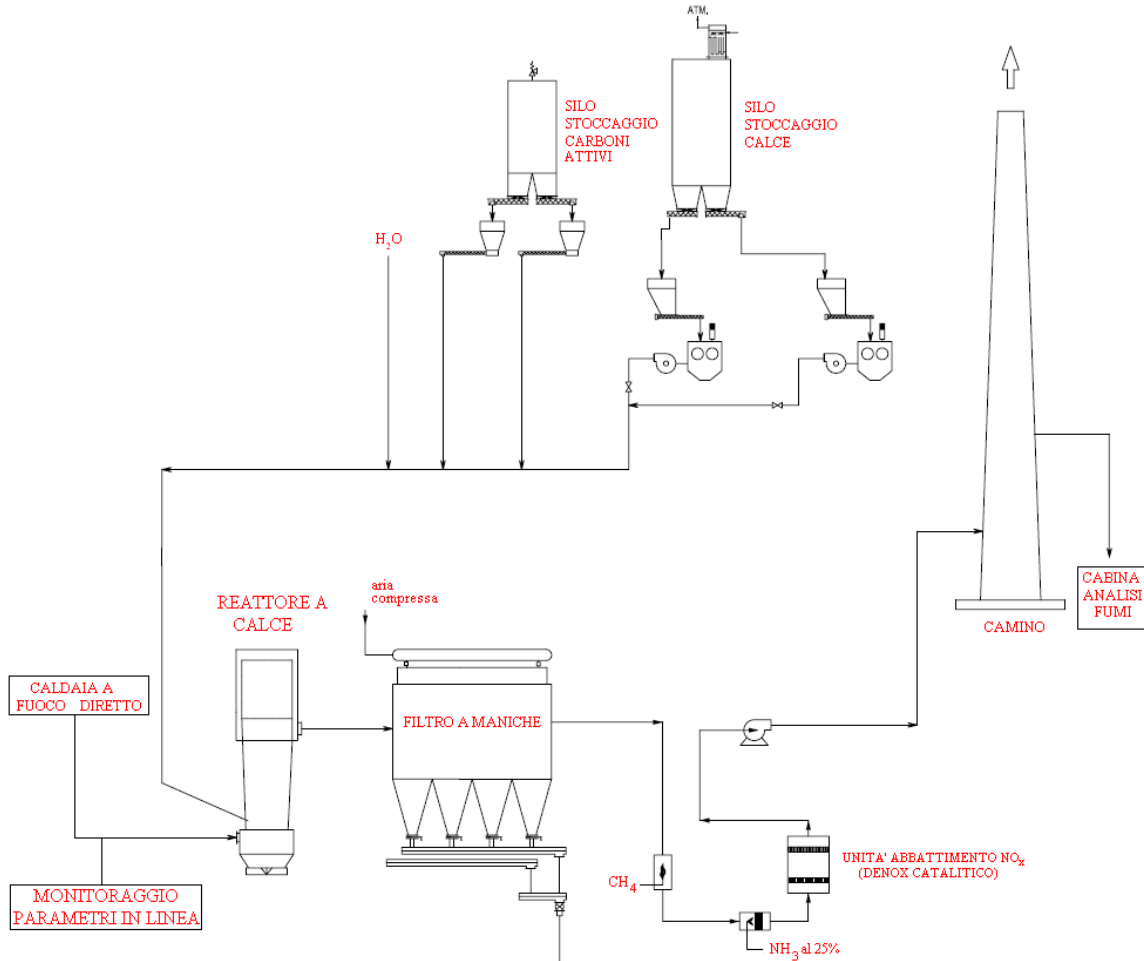 ATM.
SILO
STOCCAGGIO
CARBONI
ATTIVI
SILO
STOCCAGGIO
CALCE
H₂O
aria
compressa
REATTORE A
CALCE
CABINA
ANALISI
FUMI
CAMINO
CALDAIA A
FUOCO DIRETTO
FILTRO A MANICHE
UNITA' ABBATTIMENTO NOₓ
(DENOX CATALITICO)
CH₄
MONITORAGGIO
PARAMETRI IN LINEA
NH₃ al 25%